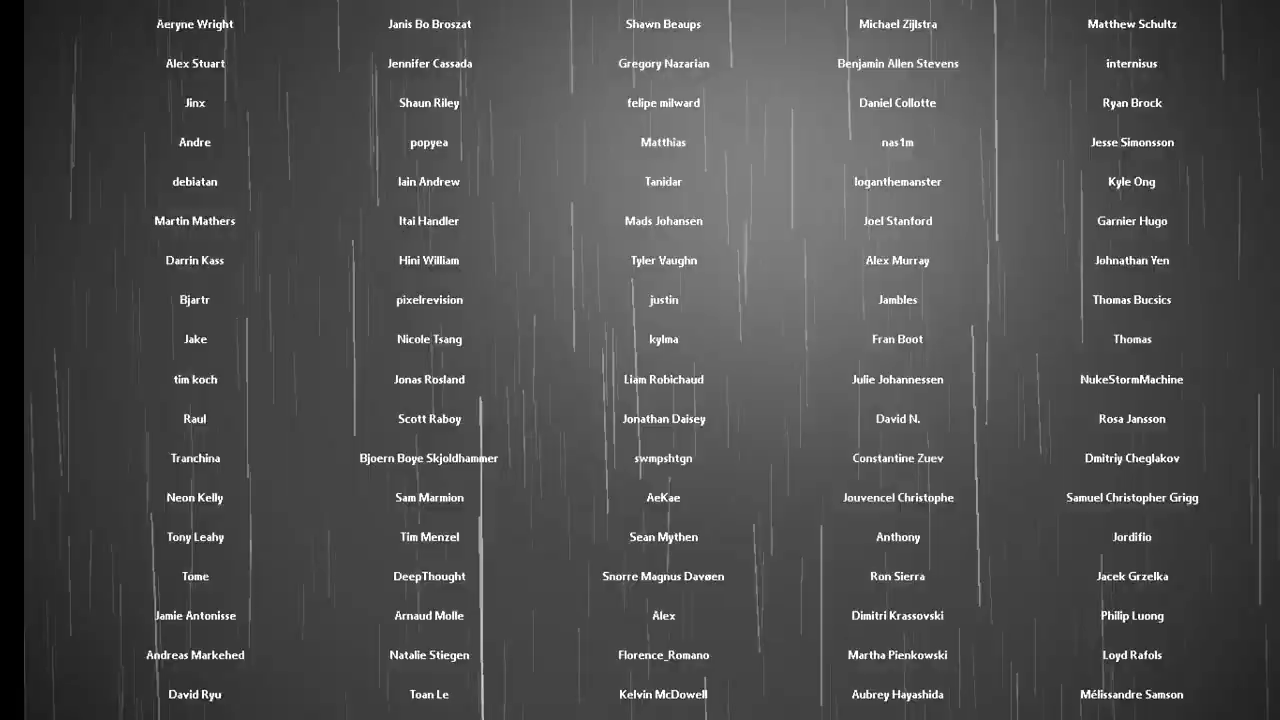 Aeryne Wright Janis Bo Broszat Shawn Beaups Michael Zijlstra Matthew Schultz
Alex Stuart Jennifer Cassada Gregory Nazarian Benjamin Allen Stevens internisus
Jinx Shaun Riley felipe milward Daniel Collotte Ryan Brock
Andre popyea Matthias nas1m Jesse Simonsson
debiatan Iain Andrew Tanidar loganthemanster Kyle Ong
Martin Mathers Itai Handler Mads Johansen Joel Stanford Garnier Hugo
Darrin Kass Hini William Tyler Vaughn Alex Murray Johnathan Yen
Bjartr pixelrevision justin Jambles Thomas Bucsics
Jake Nicole Tsang kylma Fran Boot Thomas
tim koch Jonas Rosland Liam Robichaud Julie Johannessen NukeStormMachine
Raul Scott Raboy Jonathan Daisey David N. Rosa Jansson
Tranchina Bjoern Boye Skjoldhammer swmpshtgn Constantine Zuev Dmitriy Cheglakov
Neon Kelly Sam Marmion AeKae Jouvencel Christophe Samuel Christopher Grigg
Tony Leahy Tim Menzel Sean Mythen Anthony Jordifio
Tome DeepThought Snorre Magnus Davøen Ron Sierra Jacek Grzelka
Jamie Antonisse Arnaud Molle Alex Dimitri Krassovski Philip Luong
Andreas Markehed Natalie Stiegen Florence_Romano Martha Pienkowski Loyd Rafols
David Ryu Toan Le Kelvin McDowell Aubrey Hayashida Mélissandre Samson